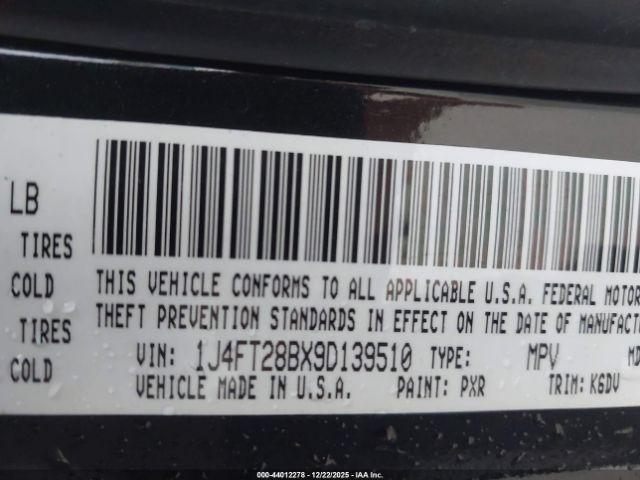 LB
TIRES
COLD
THIS VEHICLE CONFORMS TO ALL APPLICABLE U.S.A. FEDERAL MOTOR
TIRES
THEFT PREVENTION STANDARDS IN EFFECT ON THE DATE OF MANUFAC
COLD
VIN: 1J4FT28BX9D139510 TYPE: MPV MD
VEHICLE MADE IN U.S.A. PAINT: PXR TRIM: K6DV
000-44012278 - 12/22/2025 - © IAA Inc.